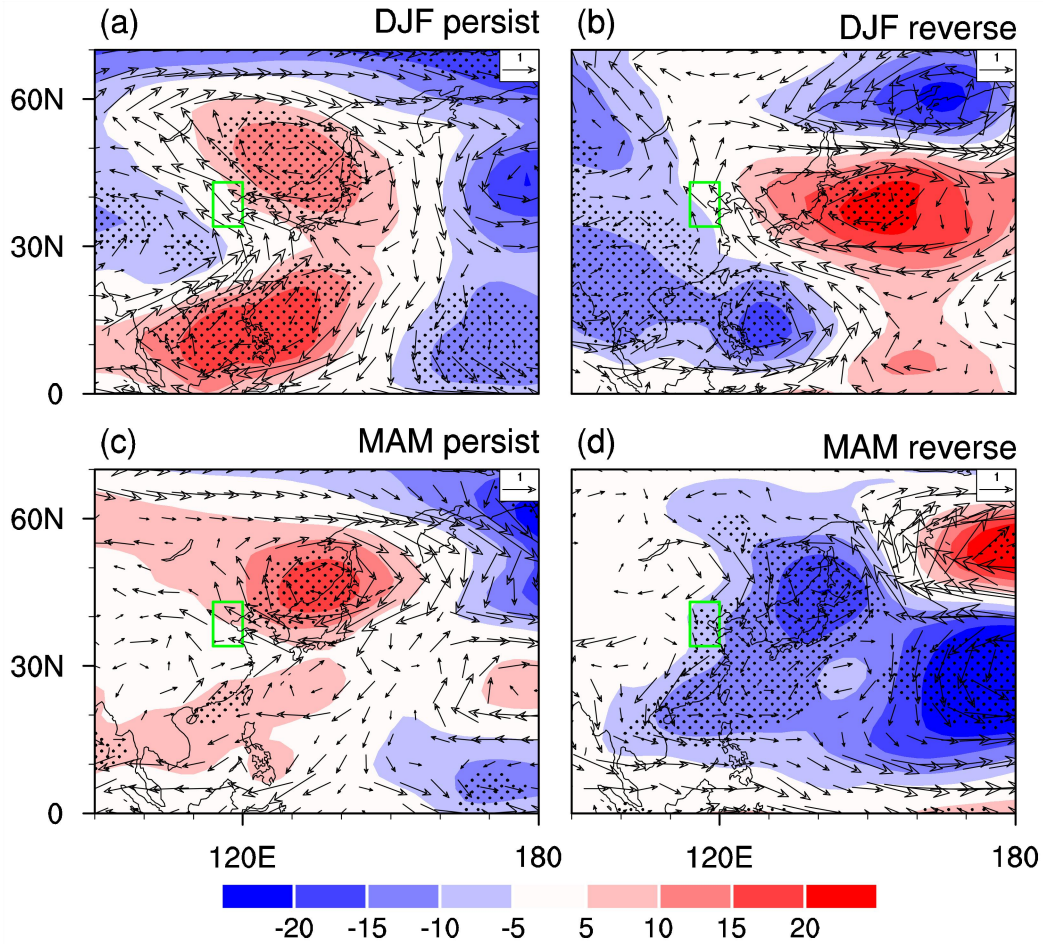 (a) DJF persist
(b) DJF reverse
1
1
60N
30N
0
(c) MAM persist
(d) MAM reverse
1
1
60N
30N
0
120E 180 120E 180
-20 -15 -10 -5 5 10 15 20